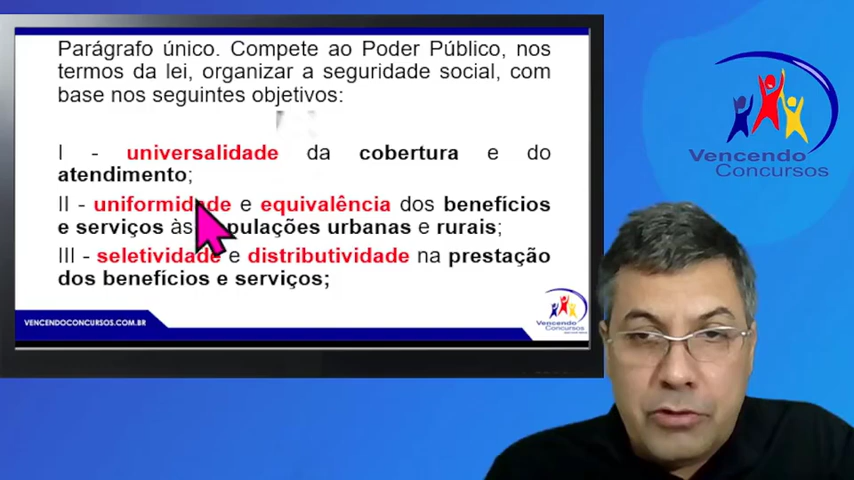 Parágrafo único. Compete ao Poder Público, nos
termos da lei, organizar a seguridade social, com
base nos seguintes objetivos:
I - universalidade da cobertura e do
atendimento;
II - uniformidade e equivalência dos benefícios
e serviços às pulações urbanas e rurais;
III - seletividade e distributividade na prestação
dos benefícios e serviços;
VENCENDOCONCURSOS.COM.BR
Vencendo
Concursos
Vencendo
Concursos